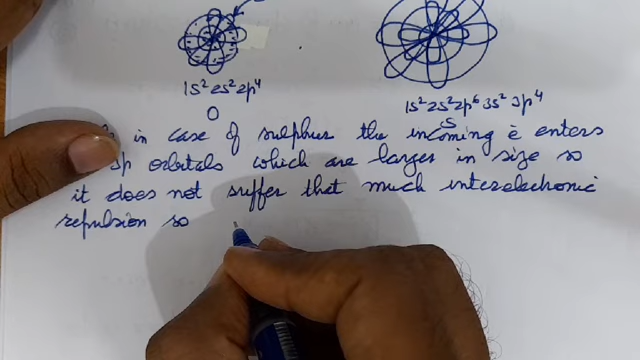 1s² 2s² 2p⁴
1s² 2s² 2p⁶ 3s² 3p⁴
O
S
in case of sulphur the incoming e⁻ enters
3p orbitals which are larger in size so
it does not suffer that much interelectronic
repulsion so